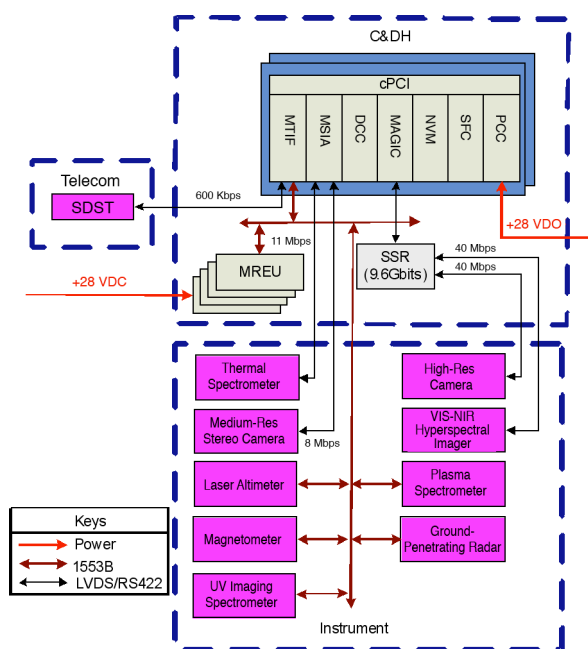 C&DH
cPCI
MTIF
MSIA
DCC
MAGIC
NVM
SFC
PCC
Telecom
SDST
600 Kbps
+28 VDO
11 Mbps
40 Mbps
40 Mbps
SSR
(9.6Gbits)
MREU
+28 VDC
Thermal
Spectrometer
High-Res
Camera
Medium-Res
Stereo Camera
8 Mbps
VIS-NIR
Hyperspectral
Imager
Laser Altimeter
Plasma
Spectrometer
Magnetometer
Ground-
Penetrating Radar
UV Imaging
Spectrometer
Instrument
Keys
Power
1553B
LVDS/RS422